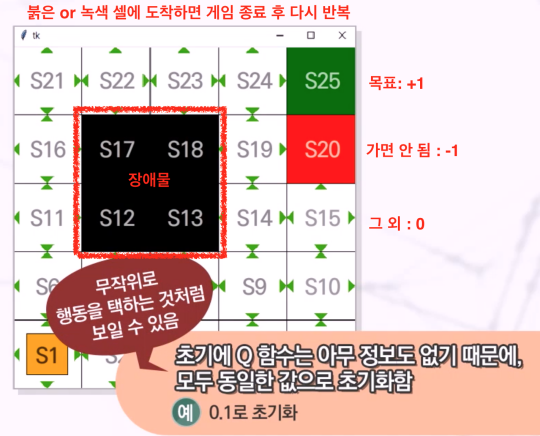 붉은 or 녹색 셀에 도착하면 게임 종료 후 다시 반복
tk
S21 S22 S23 S24 S25
목표: +1
S16 S17 S18 S19 S20
가면 안 됨 : -1
장애물
S11 S12 S13 S14 S15
그 외 : 0
S9 S10
무작위로
행동을 택하는 것처럼
보일 수 있음
S1
초기에 Q 함수는 아무 정보도 없기 때문에,
모두 동일한 값으로 초기화함
예 0.1로 초기화